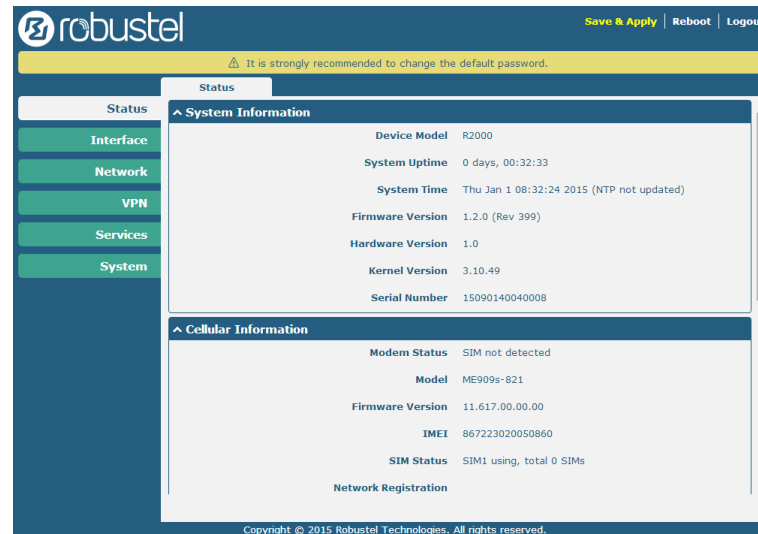 robustel
Save & Apply | Reboot | Logou
⚠ It is strongly recommended to change the default password.
Status
Status
Interface
Network
VPN
Services
System
^ System Information
Device Model R2000
System Uptime 0 days, 00:32:33
System Time Thu Jan 1 08:32:24 2015 (NTP not updated)
Firmware Version 1.2.0 (Rev 399)
Hardware Version 1.0
Kernel Version 3.10.49
Serial Number 15090140040008
^ Cellular Information
Modem Status SIM not detected
Model ME909s-821
Firmware Version 11.617.00.00.00
IMEI 867223020050860
SIM Status SIM1 using, total 0 SIMs
Network Registration
Copyright © 2015 Robustel Technologies. All rights reserved.